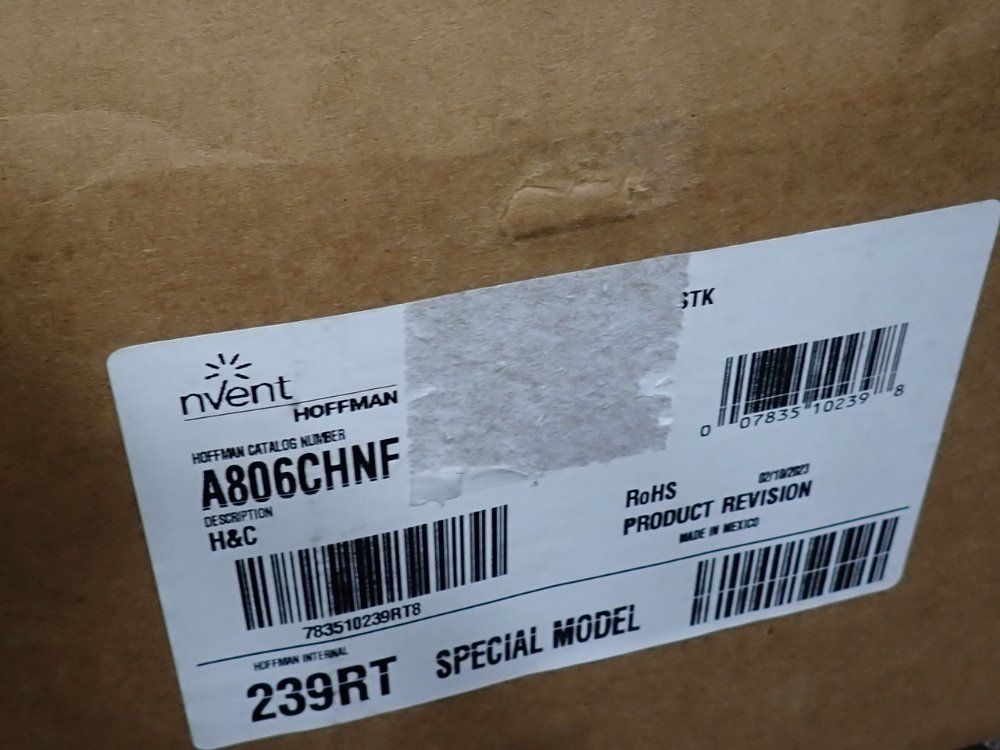 STK
nVent
HOFFMAN
HOFFMAN CATALOG NUMBER
A806CHNF
DESCRIPTION
H&C
783510239RT8
0 07835 10239 8
RoHS
02/10/2023
PRODUCT REVISION
MADE IN MEXICO
HOFFMAN INTERNAL
239RT
SPECIAL MODEL